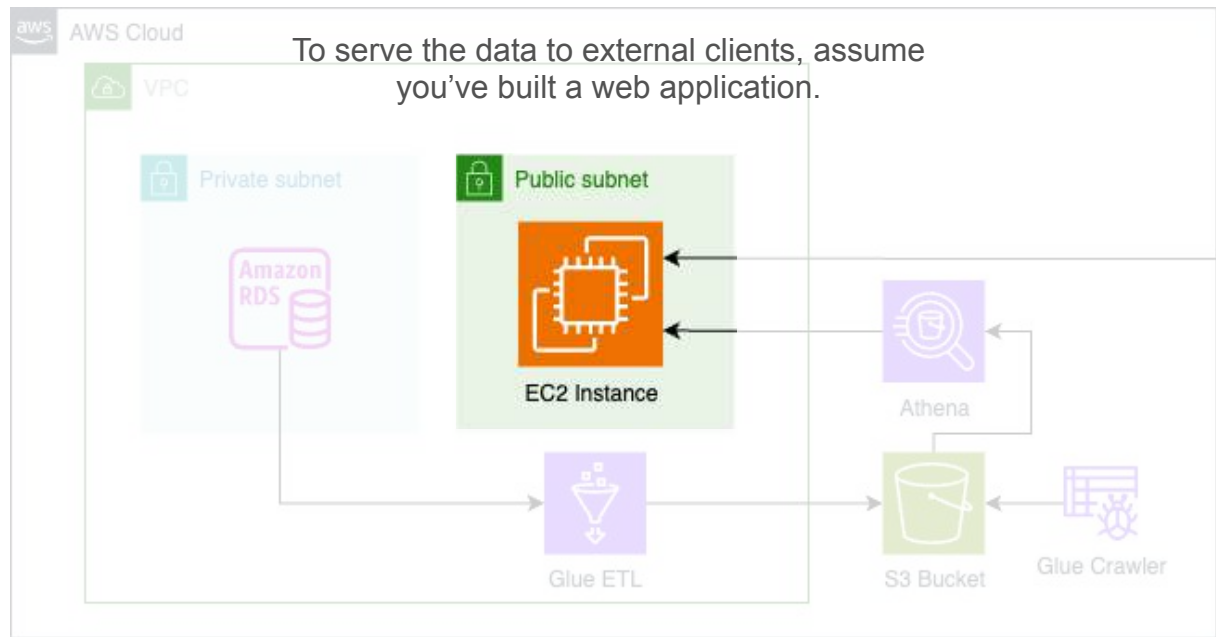 aws
AWS Cloud
To serve the data to external clients, assume
you’ve built a web application.
VPC
Private subnet
Public subnet
Amazon
RDS
EC2 Instance
Athena
Glue ETL
S3 Bucket
Glue Crawler